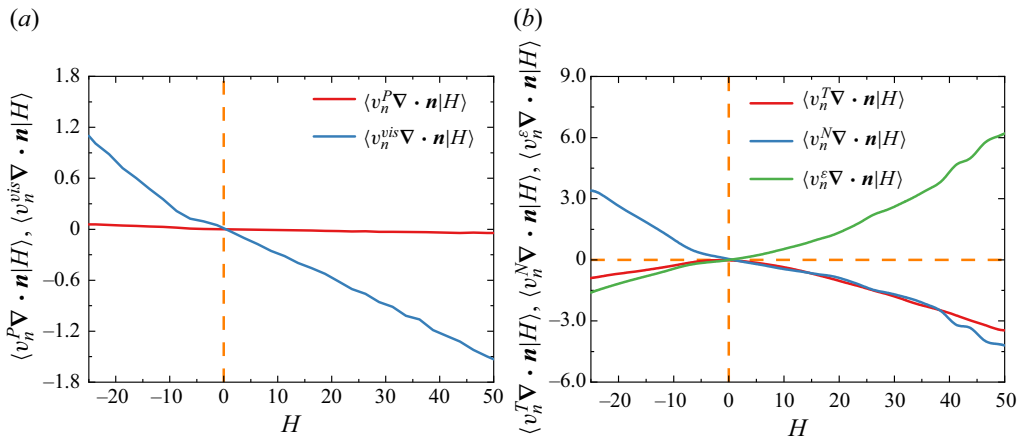 (a)
(b)
1.8
1.2
0.6
0
−0.6
−1.2
−1.8
⟨v_n^P ∇ · n|H⟩, ⟨v_n^{vis} ∇ · n|H⟩
⟨v_n^P ∇ · n|H⟩
⟨v_n^{vis} ∇ · n|H⟩
−20 −10 0 10 20 30 40 50
H
9.0
6.0
3.0
0
−3.0
−6.0
⟨v_n^T ∇ · n|H⟩, ⟨v_n^N ∇ · n|H⟩, ⟨v_n^ε ∇ · n|H⟩
⟨v_n^T ∇ · n|H⟩
⟨v_n^N ∇ · n|H⟩
⟨v_n^ε ∇ · n|H⟩
−20 −10 0 10 20 30 40 50
H